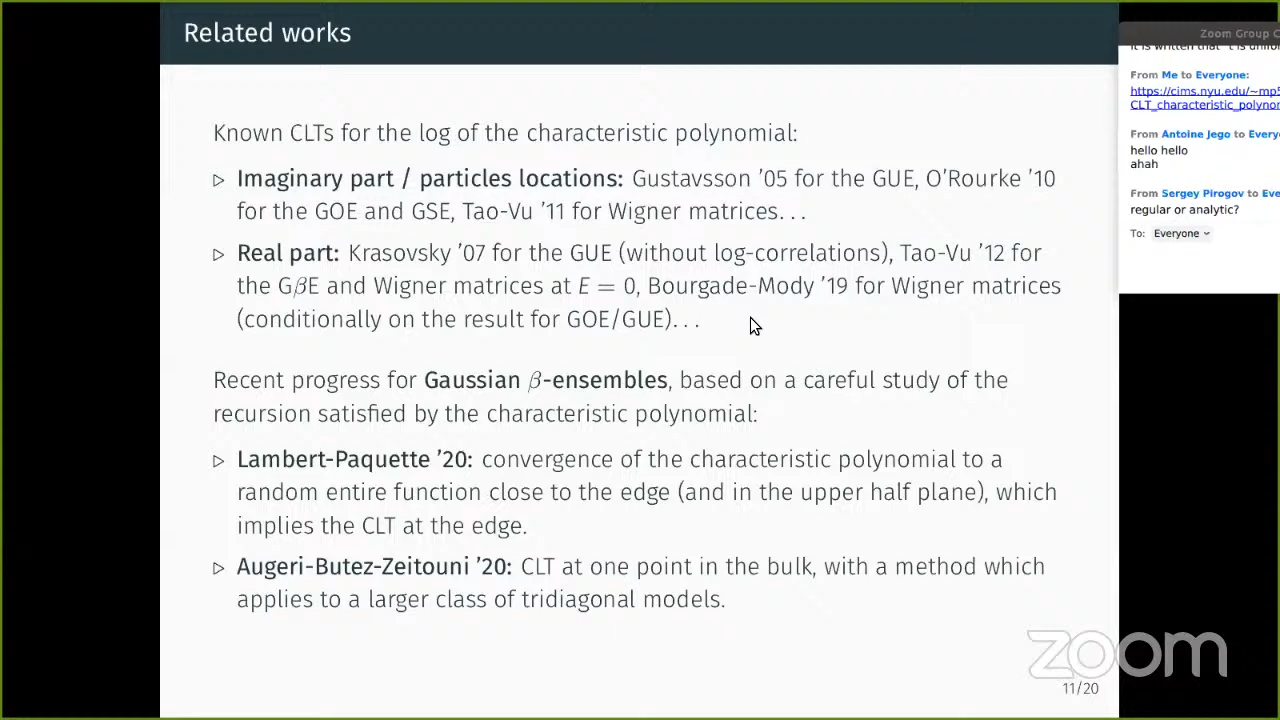 Related works
Known CLTs for the log of the characteristic polynomial:
▷ Imaginary part / particles locations: Gustavsson ’05 for the GUE, O’Rourke ’10
for the GOE and GSE, Tao-Vu ’11 for Wigner matrices…
▷ Real part: Krasovsky ’07 for the GUE (without log-correlations), Tao-Vu ’12 for
the GβE and Wigner matrices at E = 0, Bourgade-Mody ’19 for Wigner matrices
(conditionally on the result for GOE/GUE)…
Recent progress for Gaussian β-ensembles, based on a careful study of the
recursion satisfied by the characteristic polynomial:
▷ Lambert-Paquette ’20: convergence of the characteristic polynomial to a
random entire function close to the edge (and in the upper half plane), which
implies the CLT at the edge.
▷ Augeri-Butez-Zeitouni ’20: CLT at one point in the bulk, with a method which
applies to a larger class of tridiagonal models.
11/20
zoom
Zoom Group C
it is written that
From Me to Everyone:
https://cims.nyu.edu/~mp5
CLT_characteristic_polynon
From Antoine Jego to Every
hello hello
ahah
From Sergey Pirogov to Eve
regular or analytic?
To: Everyone